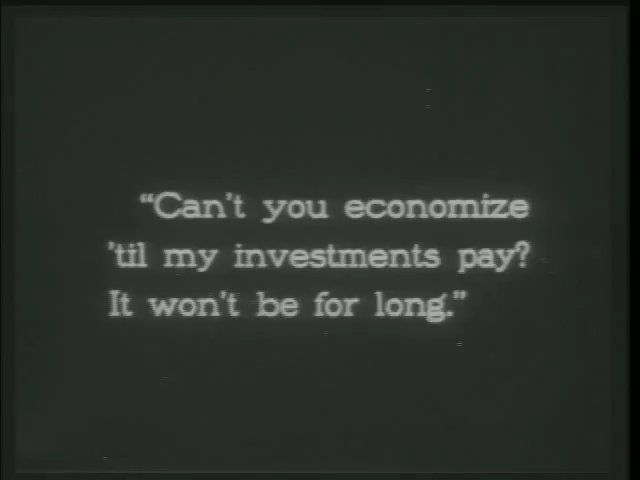 “Can't you economize
'til my investments pay?
It won't be for long.”